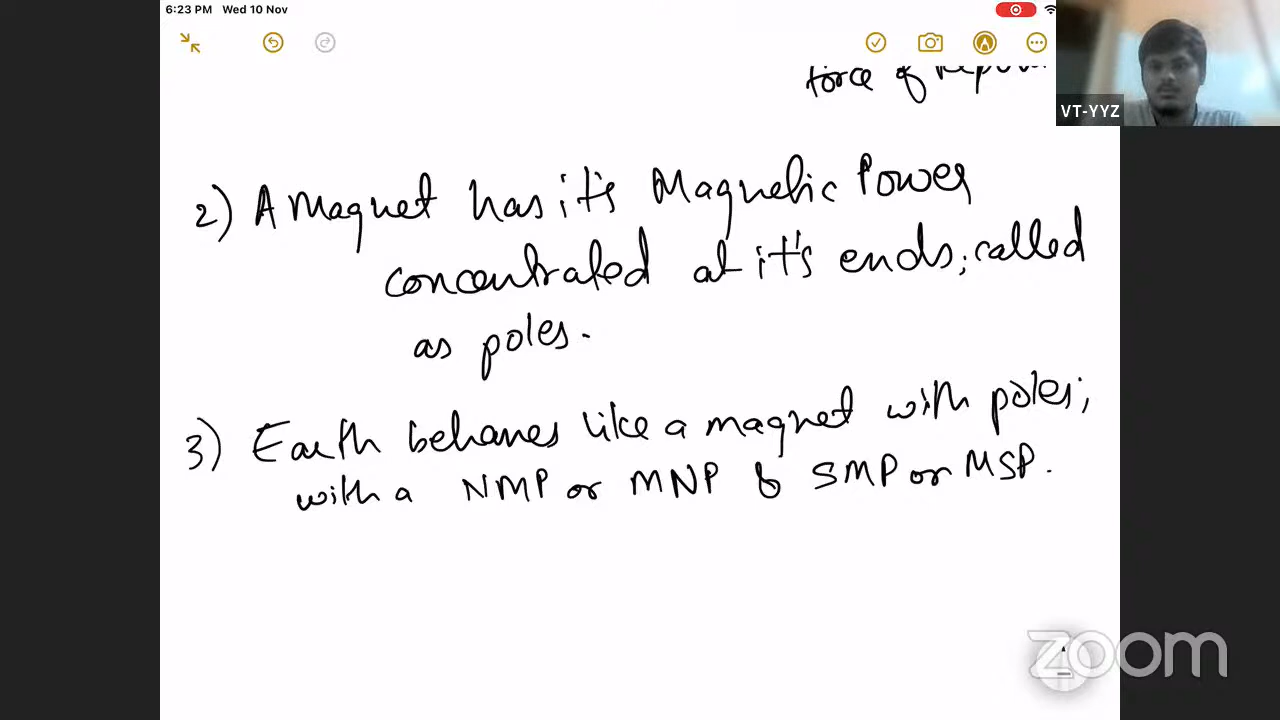 6:23 PM Wed 10 Nov
force of
VT-YYZ
2) A Magnet has it's Magnetic Power
concentrated at it's ends, called
as poles.
3) Earth behaves like a magnet with poles;
with a NMP or MNP & SMP or MSP.
zoom